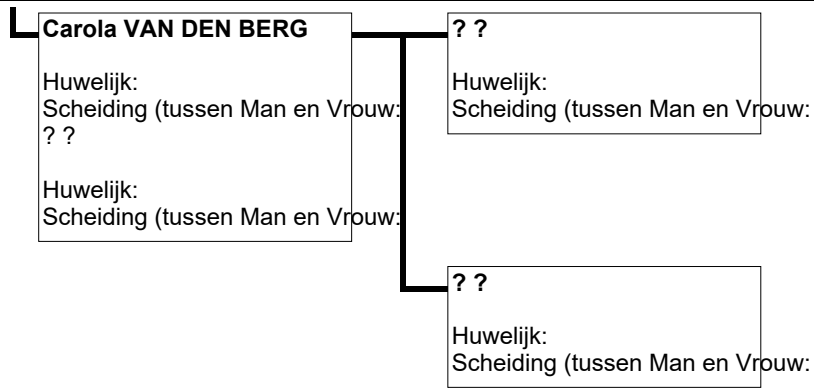 Carola VAN DEN BERG
Huwelijk:
Scheiding (tussen Man en Vrouw:
? ?
Huwelijk:
Scheiding (tussen Man en Vrouw:
? ?
Huwelijk:
Scheiding (tussen Man en Vrouw:
? ?
Huwelijk:
Scheiding (tussen Man en Vrouw: